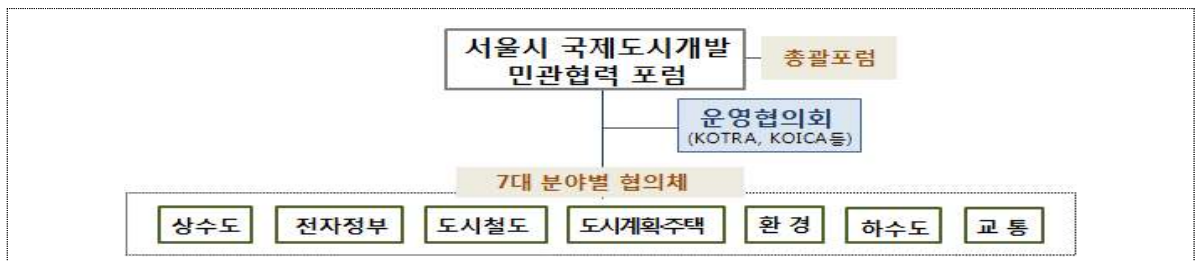 서울시 국제도시개발
민관협력 포럼
총괄포럼
운영협의회
(KOTRA, KOICA등)
7대 분야별 협의체
상수도
전자정부
도시철도
도시계획·주택
환 경
하수도
교 통